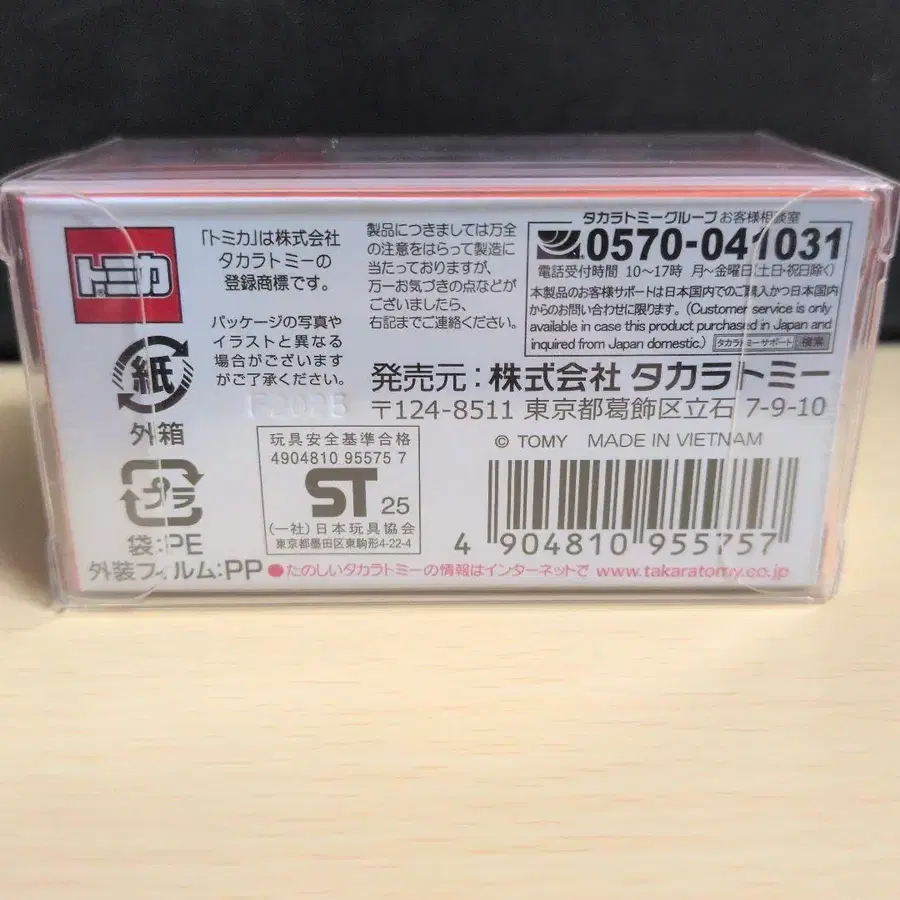 トミカ
®
「トミカ」は株式会社
タカラトミーの
登録商標です。
パッケージの写真や
イラストと異なる
場合がございます
がご了承ください。
製品につきましては万全
の注意をはらって製造に
当たっておりますが、
万一お気づきの点などが
ございましたら、
右記までご連絡ください。
タカラトミーグループ お客様相談室
0570-041031
電話受付時間 10〜17時 月〜金曜日(土日・祝日除く)
本製品のお客様サポートは日本国内でのご購入かつ日本国内
からのお問い合わせに限ります。(Customer service is only
available in case this product purchased in Japan and
inquired from Japan domestic.) タカラトミーサポート 検索
発売元:株式会社 タカラトミー
〒124-8511 東京都葛飾区立石 7-9-10
© TOMY MADE IN VIETNAM
紙
外箱
プラ
袋:PE
外装フィルム:PP
玩具安全基準合格
4904810 95575 7
ST 25
(一社)日本玩具協会
東京都墨田区東駒形4-22-4
4 904810 955757
●たのしいタカラトミーの情報はインターネットで www.takaratomy.co.jp